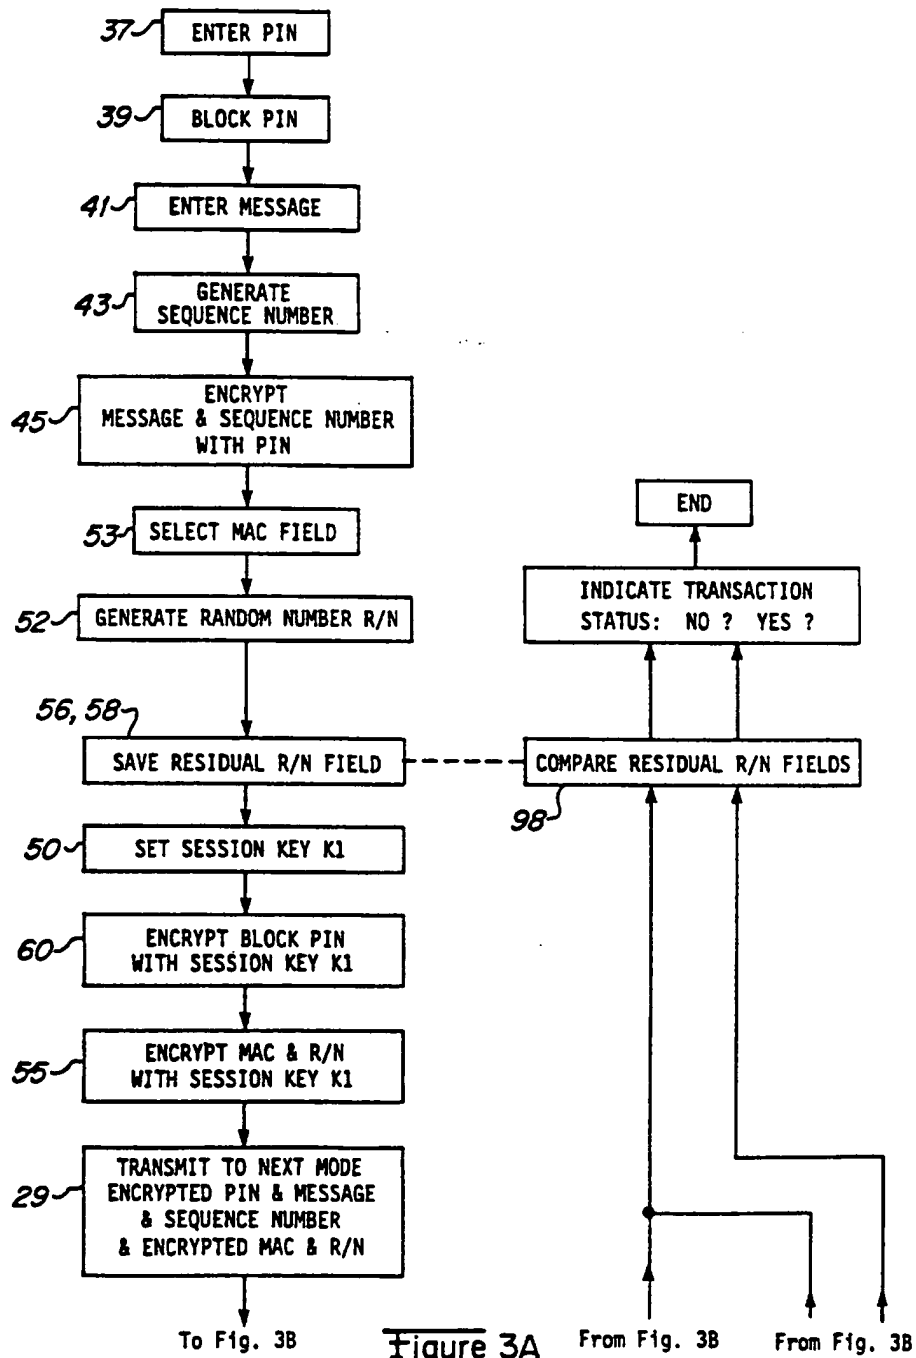 37
ENTER PIN
39
BLOCK PIN
41
ENTER MESSAGE
43
GENERATE
SEQUENCE NUMBER
45
ENCRYPT
MESSAGE & SEQUENCE NUMBER
WITH PIN
53
SELECT MAC FIELD
52
GENERATE RANDOM NUMBER R/N
56, 58
SAVE RESIDUAL R/N FIELD
50
SET SESSION KEY K1
60
ENCRYPT BLOCK PIN
WITH SESSION KEY K1
55
ENCRYPT MAC & R/N
WITH SESSION KEY K1
29
TRANSMIT TO NEXT MODE
ENCRYPTED PIN & MESSAGE
& SEQUENCE NUMBER
& ENCRYPTED MAC & R/N
To Fig. 3B
END
INDICATE TRANSACTION
STATUS: NO ? YES ?
COMPARE RESIDUAL R/N FIELDS
98
From Fig. 3B
From Fig. 3B
Figure 3A